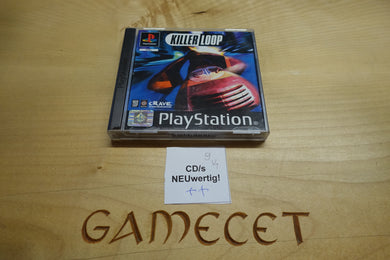 KILLER LOOP
CRAVE
PlayStation
CD/s
NEUwertig!
++
GAMECET